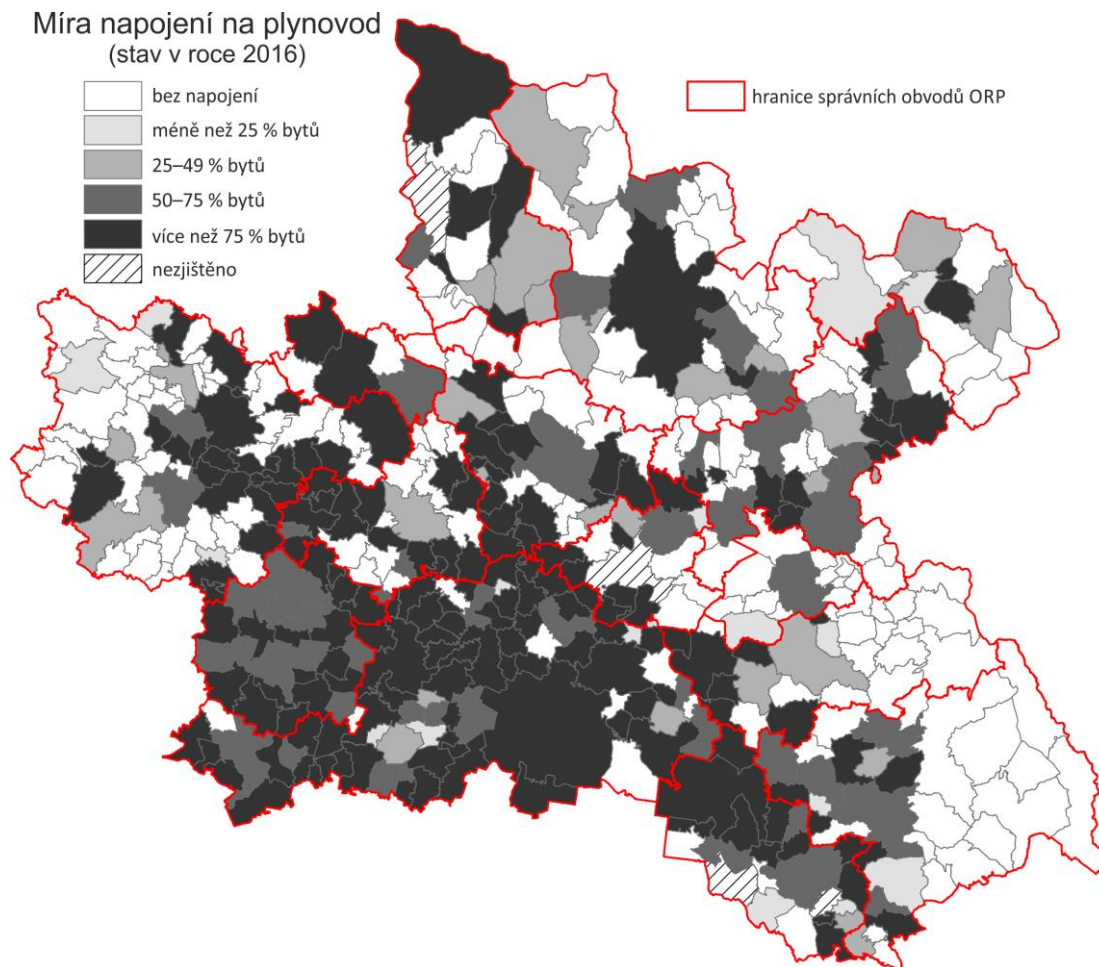 Míra napojení na plynovod
(stav v roce 2016)
bez napojení
méně než 25 % bytů
25–49 % bytů
50–75 % bytů
více než 75 % bytů
nezjištěno
hranice správních obvodů ORP